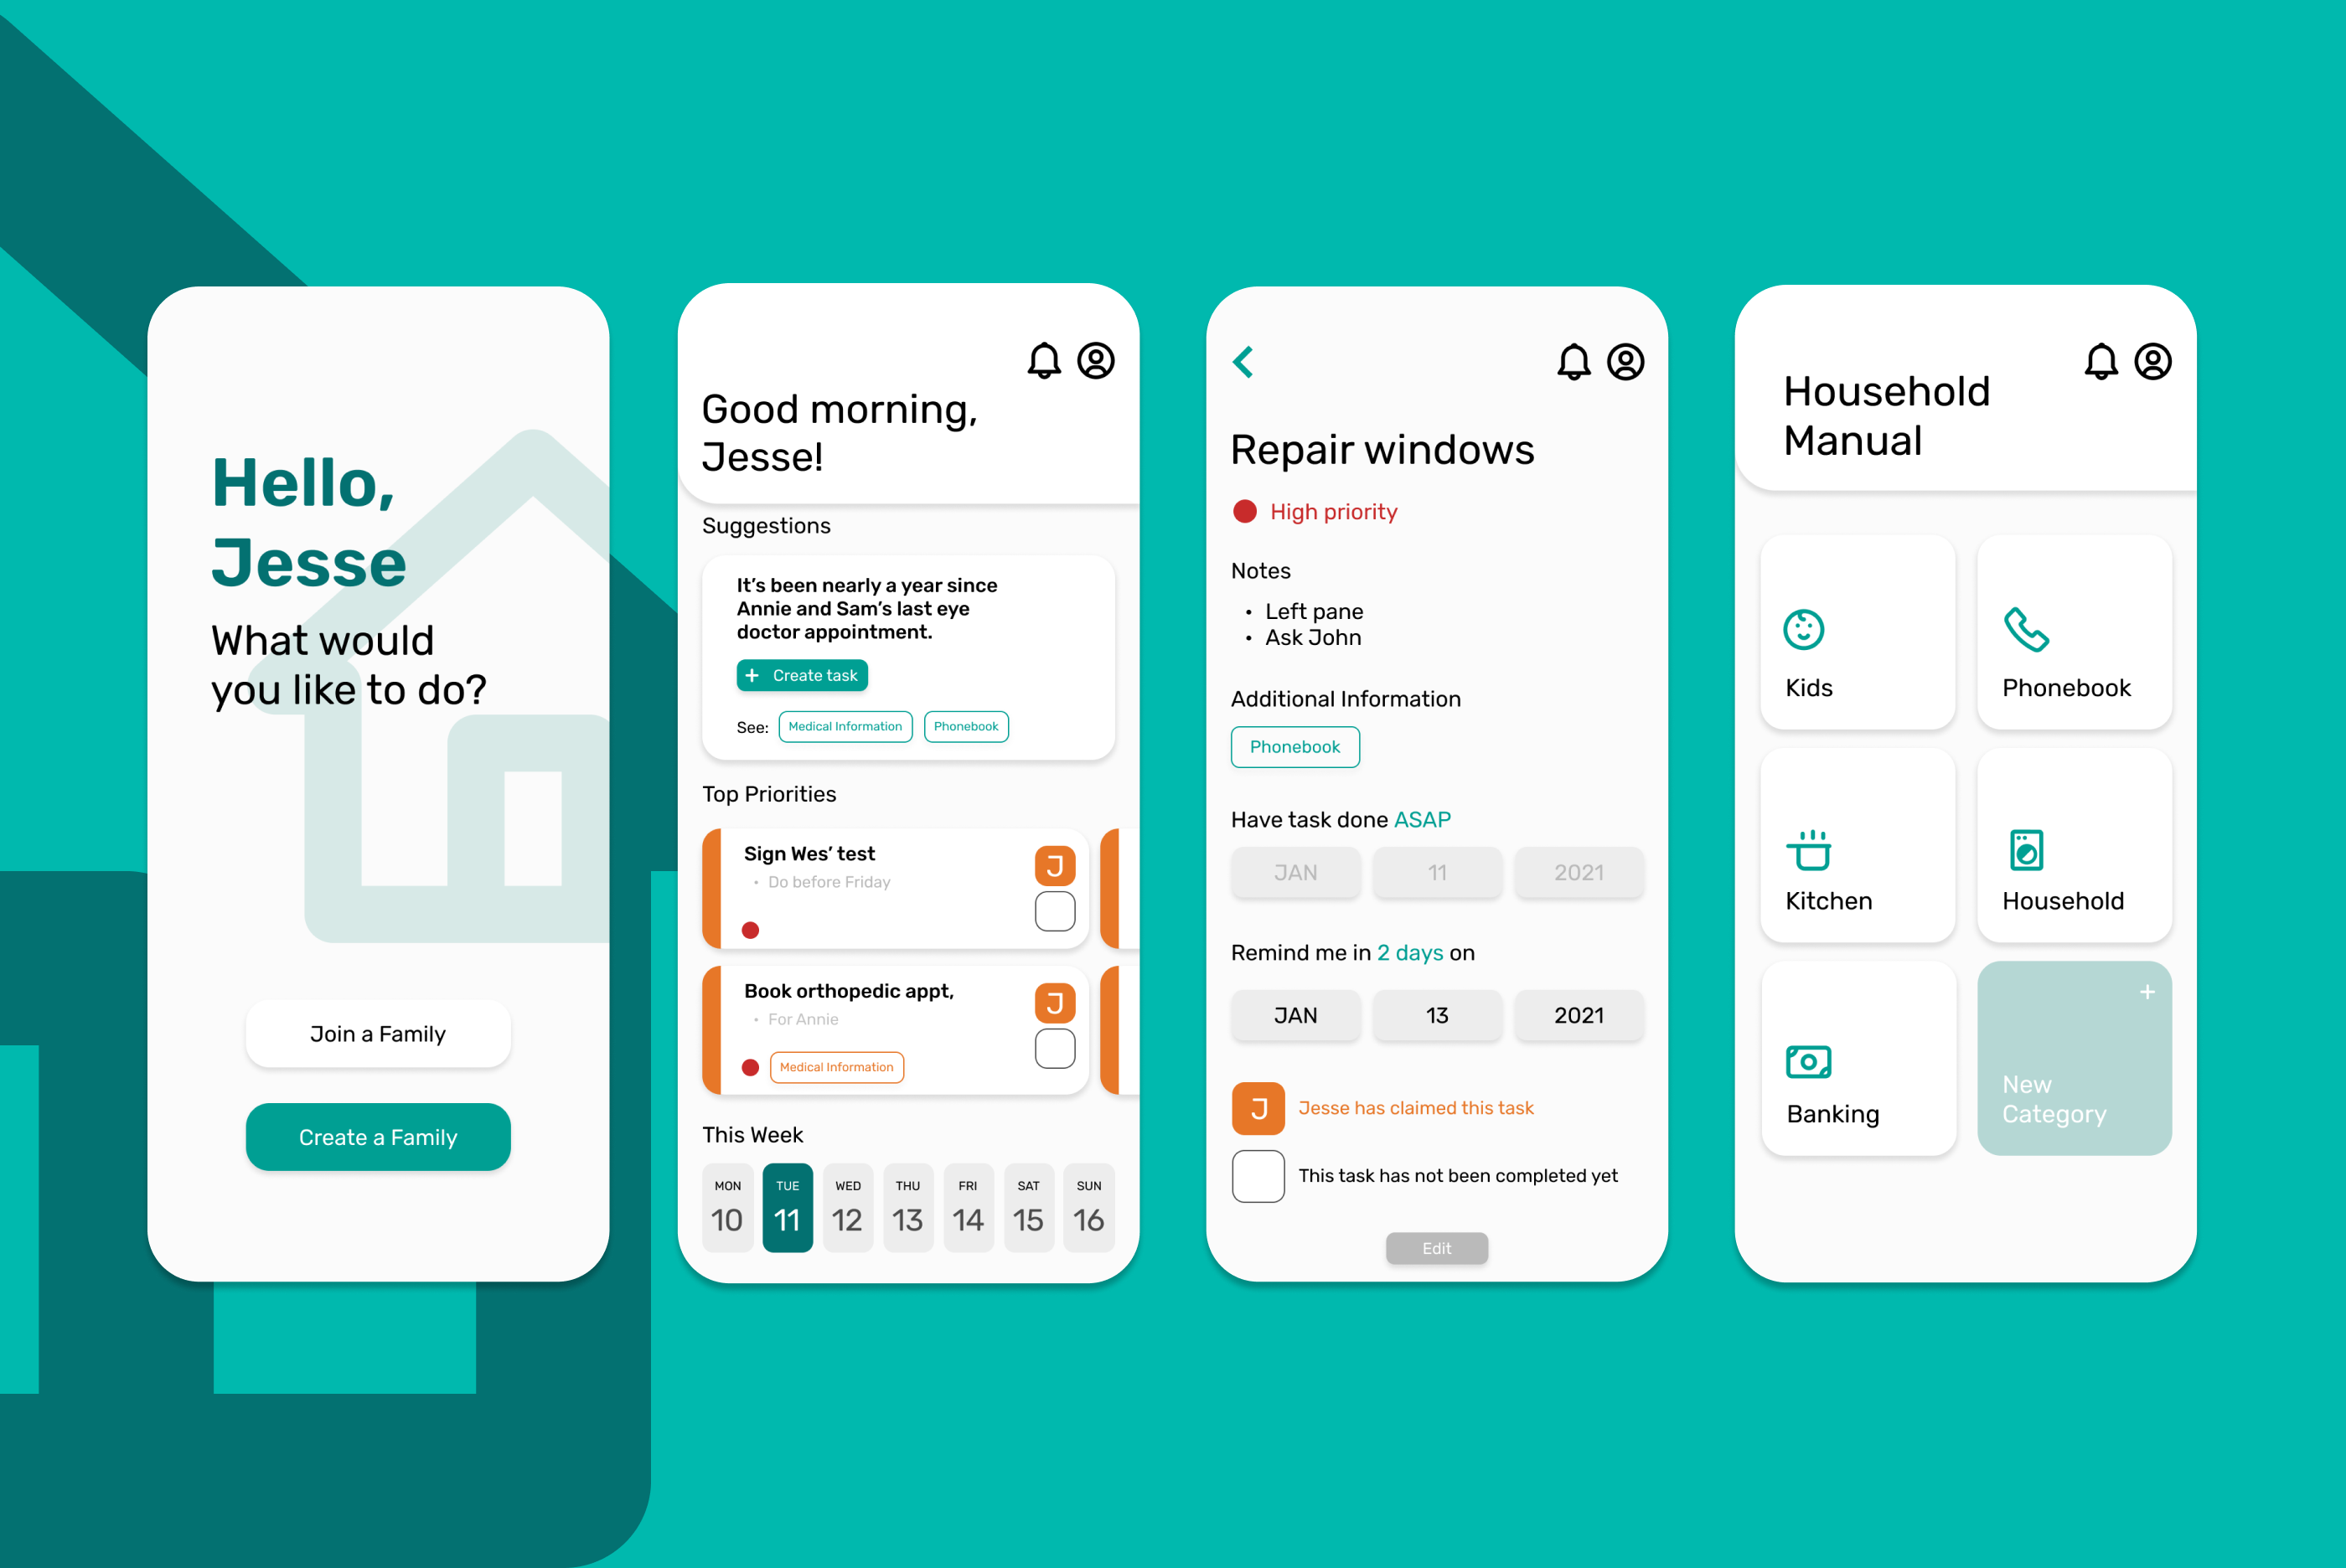 Hello,
Jesse
What would
you like to do?
Join a Family
Create a Family
Good morning,
Jesse!
Suggestions
It’s been nearly a year since
Annie and Sam’s last eye
doctor appointment.
+ Create task
See: Medical Information Phonebook
Top Priorities
Sign Wes’ test
• Do before Friday
J
Book orthopedic appt,
• For Annie
J
Medical Information
This Week
MON TUE WED THU FRI SAT SUN
10 11 12 13 14 15 16
Repair windows
High priority
Notes
• Left pane
• Ask John
Additional Information
Phonebook
Have task done ASAP
JAN 11 2021
Remind me in 2 days on
JAN 13 2021
J Jesse has claimed this task
This task has not been completed yet
Edit
Household
Manual
Kids Phonebook
Kitchen Household
Banking
+
New
Category